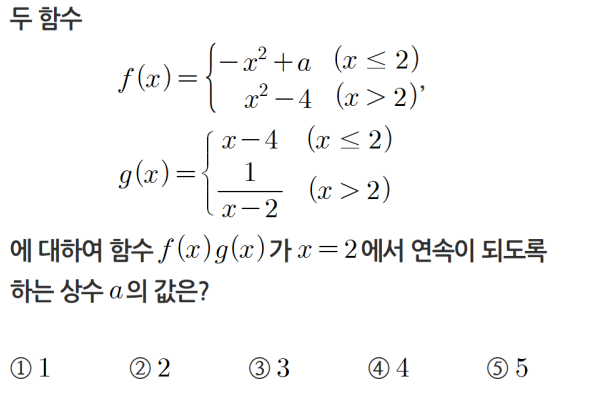 두 함수
f(x) = { -x² + a (x ≤ 2)
x² - 4 (x > 2) ,
g(x) = { x - 4 (x ≤ 2)
1/(x - 2) (x > 2)
에 대하여 함수 f(x)g(x)가 x = 2에서 연속이 되도록
하는 상수 a의 값은?
① 1 ② 2 ③ 3 ④ 4 ⑤ 5